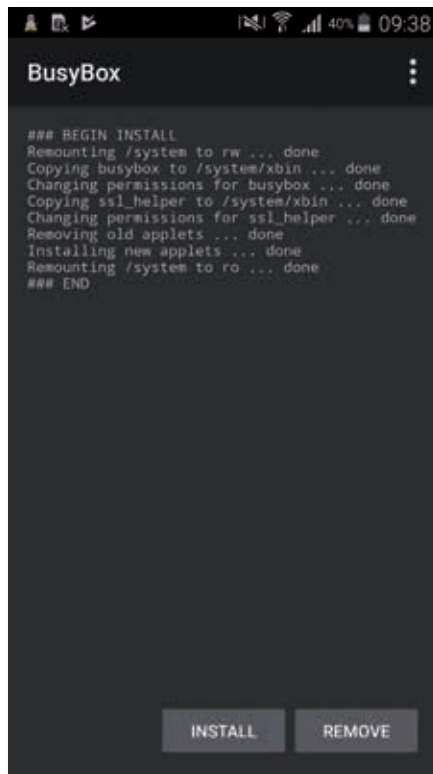 40% 09:38
BusyBox
### BEGIN INSTALL
Remounting /system to rw ... done
Copying busybox to /system/xbin ... done
Changing permissions for busybox ... done
Copying ssl_helper to /system/xbin ... done
Changing permissions for ssl_helper ... done
Removing old applets ... done
Installing new applets ... done
Remounting /system to ro ... done
### END
INSTALL REMOVE